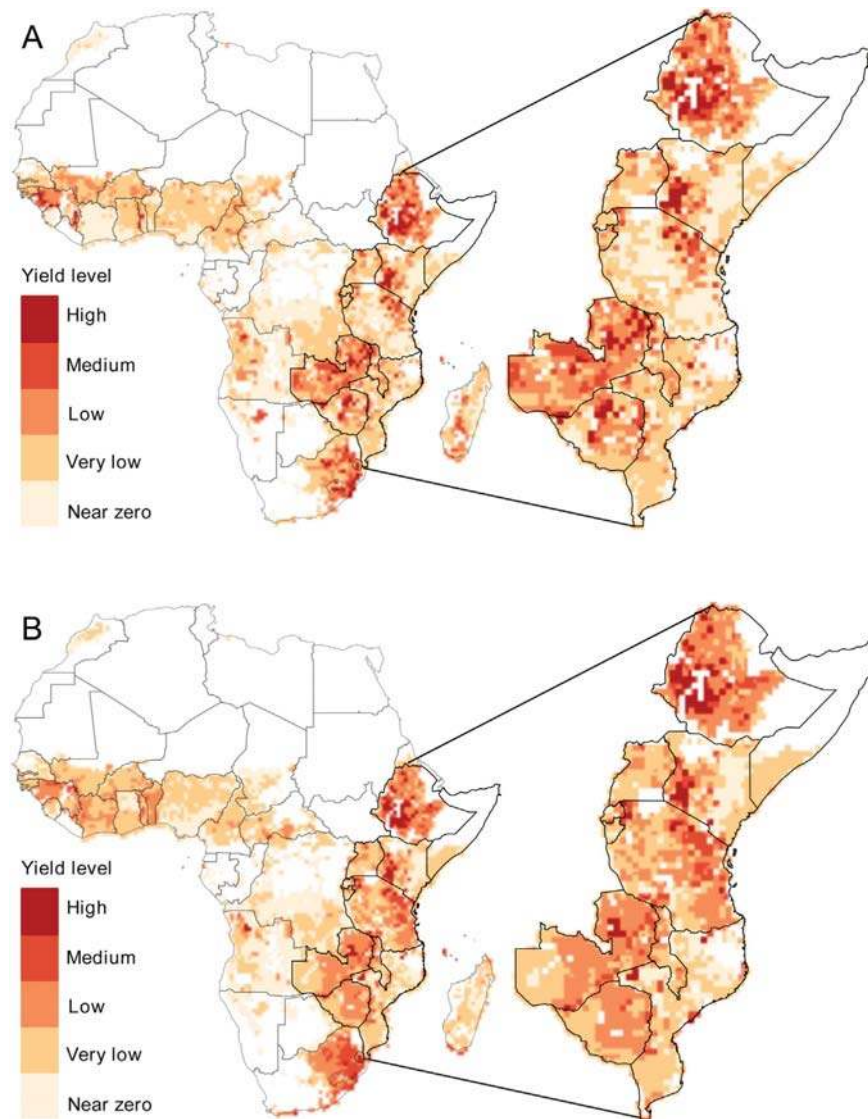 A
Yield level
High
Medium
Low
Very low
Near zero
B
Yield level
High
Medium
Low
Very low
Near zero